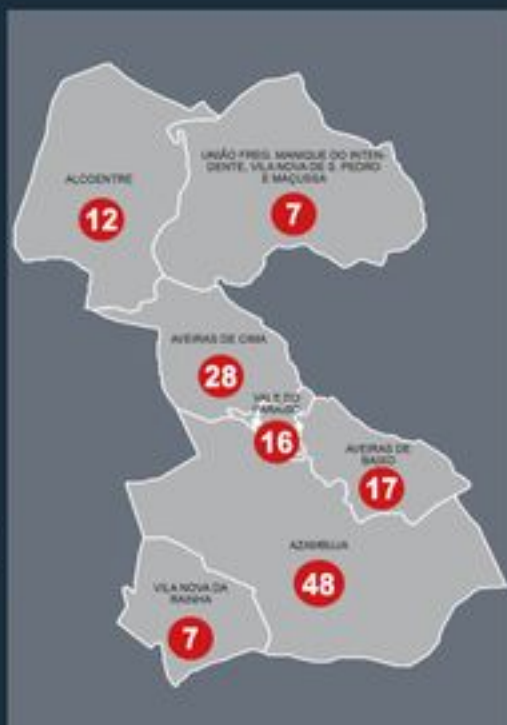 UNIÃO FREG. MANIQUE DO INTEN-
DENTE, VILA NOVA DE S. PEDRO
E MAÇUSSA
ALCOENTRE
12
7
AVEIRAS DE CIMA
28
VALE DO
PARAÍSO
16
AVEIRAS DE
BAIXO
17
AZAMBUJA
48
VILA NOVA DA
RAINHA
7